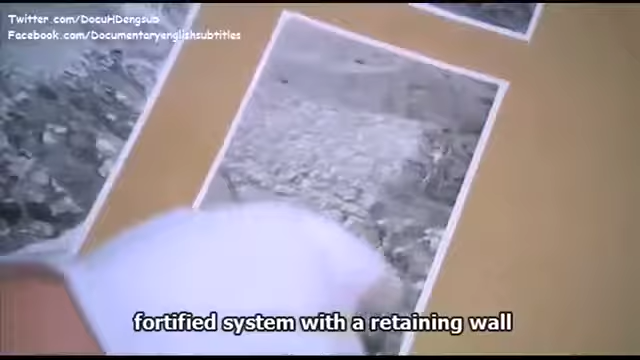 Twitter.com/DocuHDengsub
Facebook.com/Documentaryenglishsubtitles
fortified system with a retaining wall